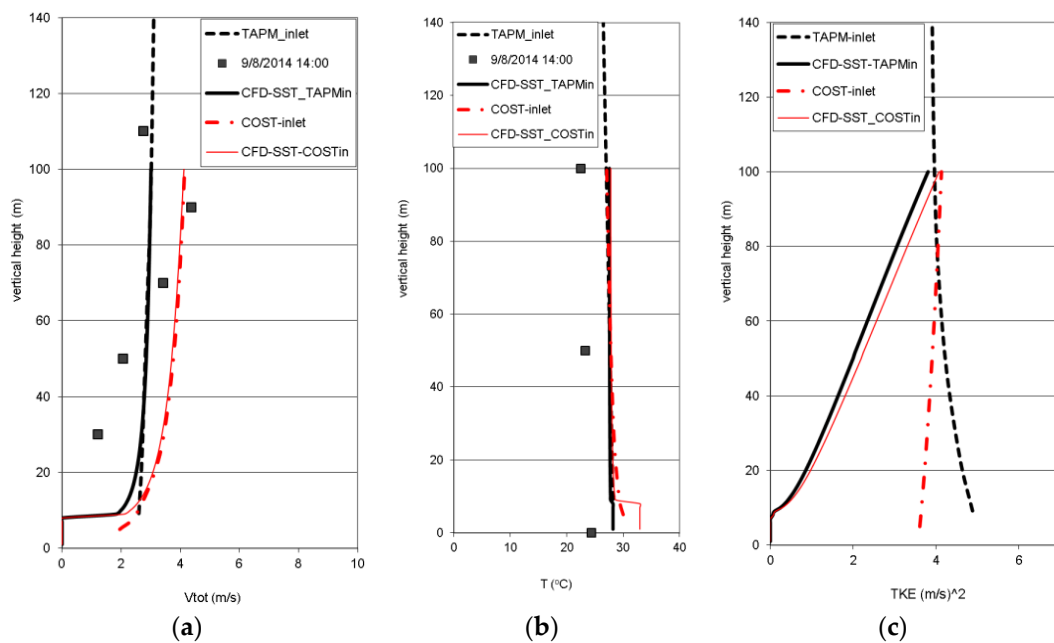 140
120
100
80
60
40
20
0
vertical height (m)
TAPM_inlet
9/8/2014 14:00
CFD-SST_TAPMin
COST-inlet
CFD-SST-COSTin
0 2 4 6 8 10
Vtot (m/s)
(a)
140
120
100
80
60
40
20
0
vertical height (m)
TAPM_inlet
9/8/2014 14:00
CFD-SST_TAPMin
COST-inlet
CFD-SST_COSTin
0 10 20 30 40
T (°C)
(b)
140
120
100
80
60
40
20
0
vertical height (m)
TAPM-inlet
CFD-SST-TAPMin
COST-inlet
CFD-SST_COSTin
0 2 4 6
TKE (m/s)^2
(c)